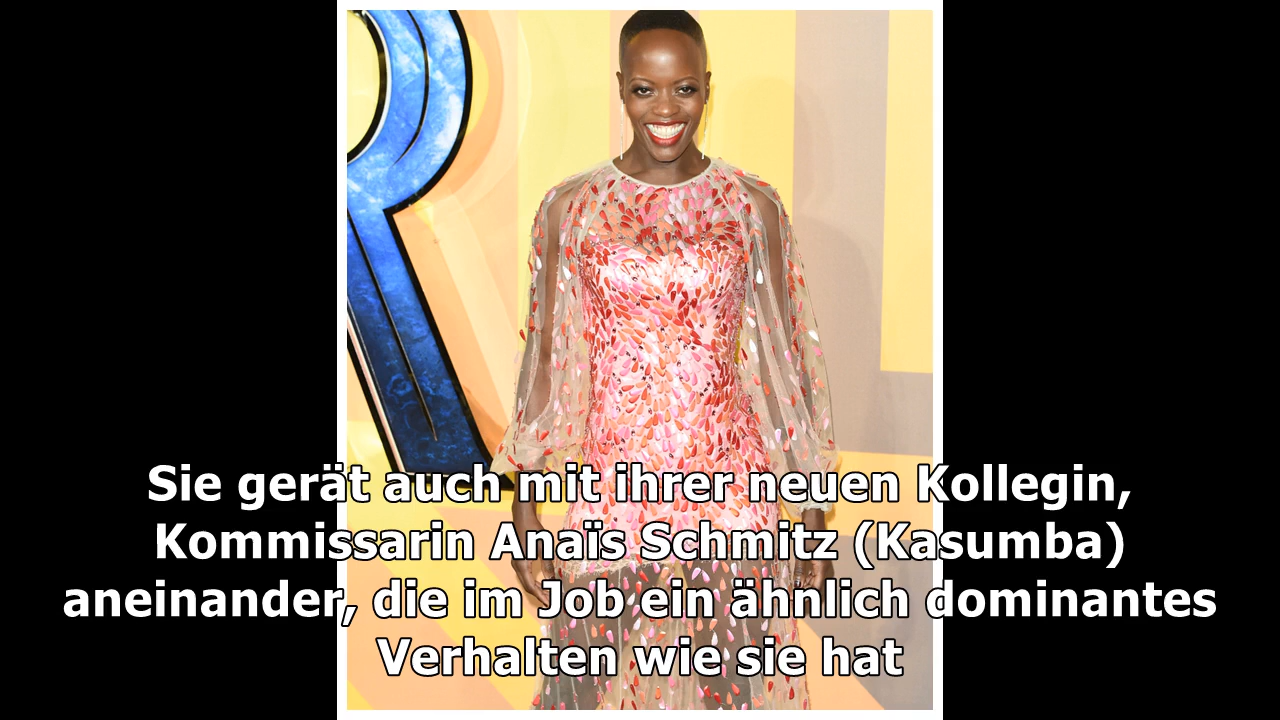 Sie gerät auch mit ihrer neuen Kollegin,
Kommissarin Anaïs Schmitz (Kasumba)
aneinander, die im Job ein ähnlich dominantes
Verhalten wie sie hat